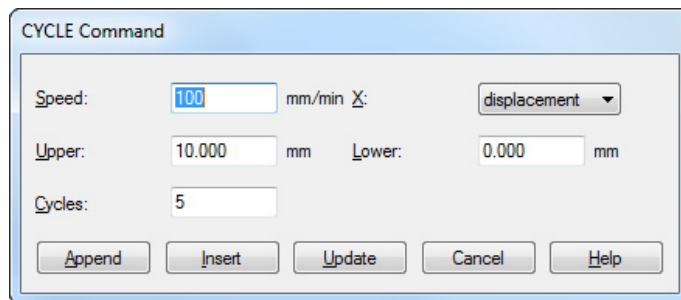 CYCLE Command
Speed: 100 mm/min X: displacement
Upper: 10.000 mm Lower: 0.000 mm
Cycles: 5
Append Insert Update Cancel Help